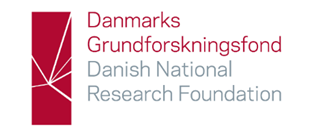 Danmarks
Grundforskningsfond
Danish National
Research Foundation